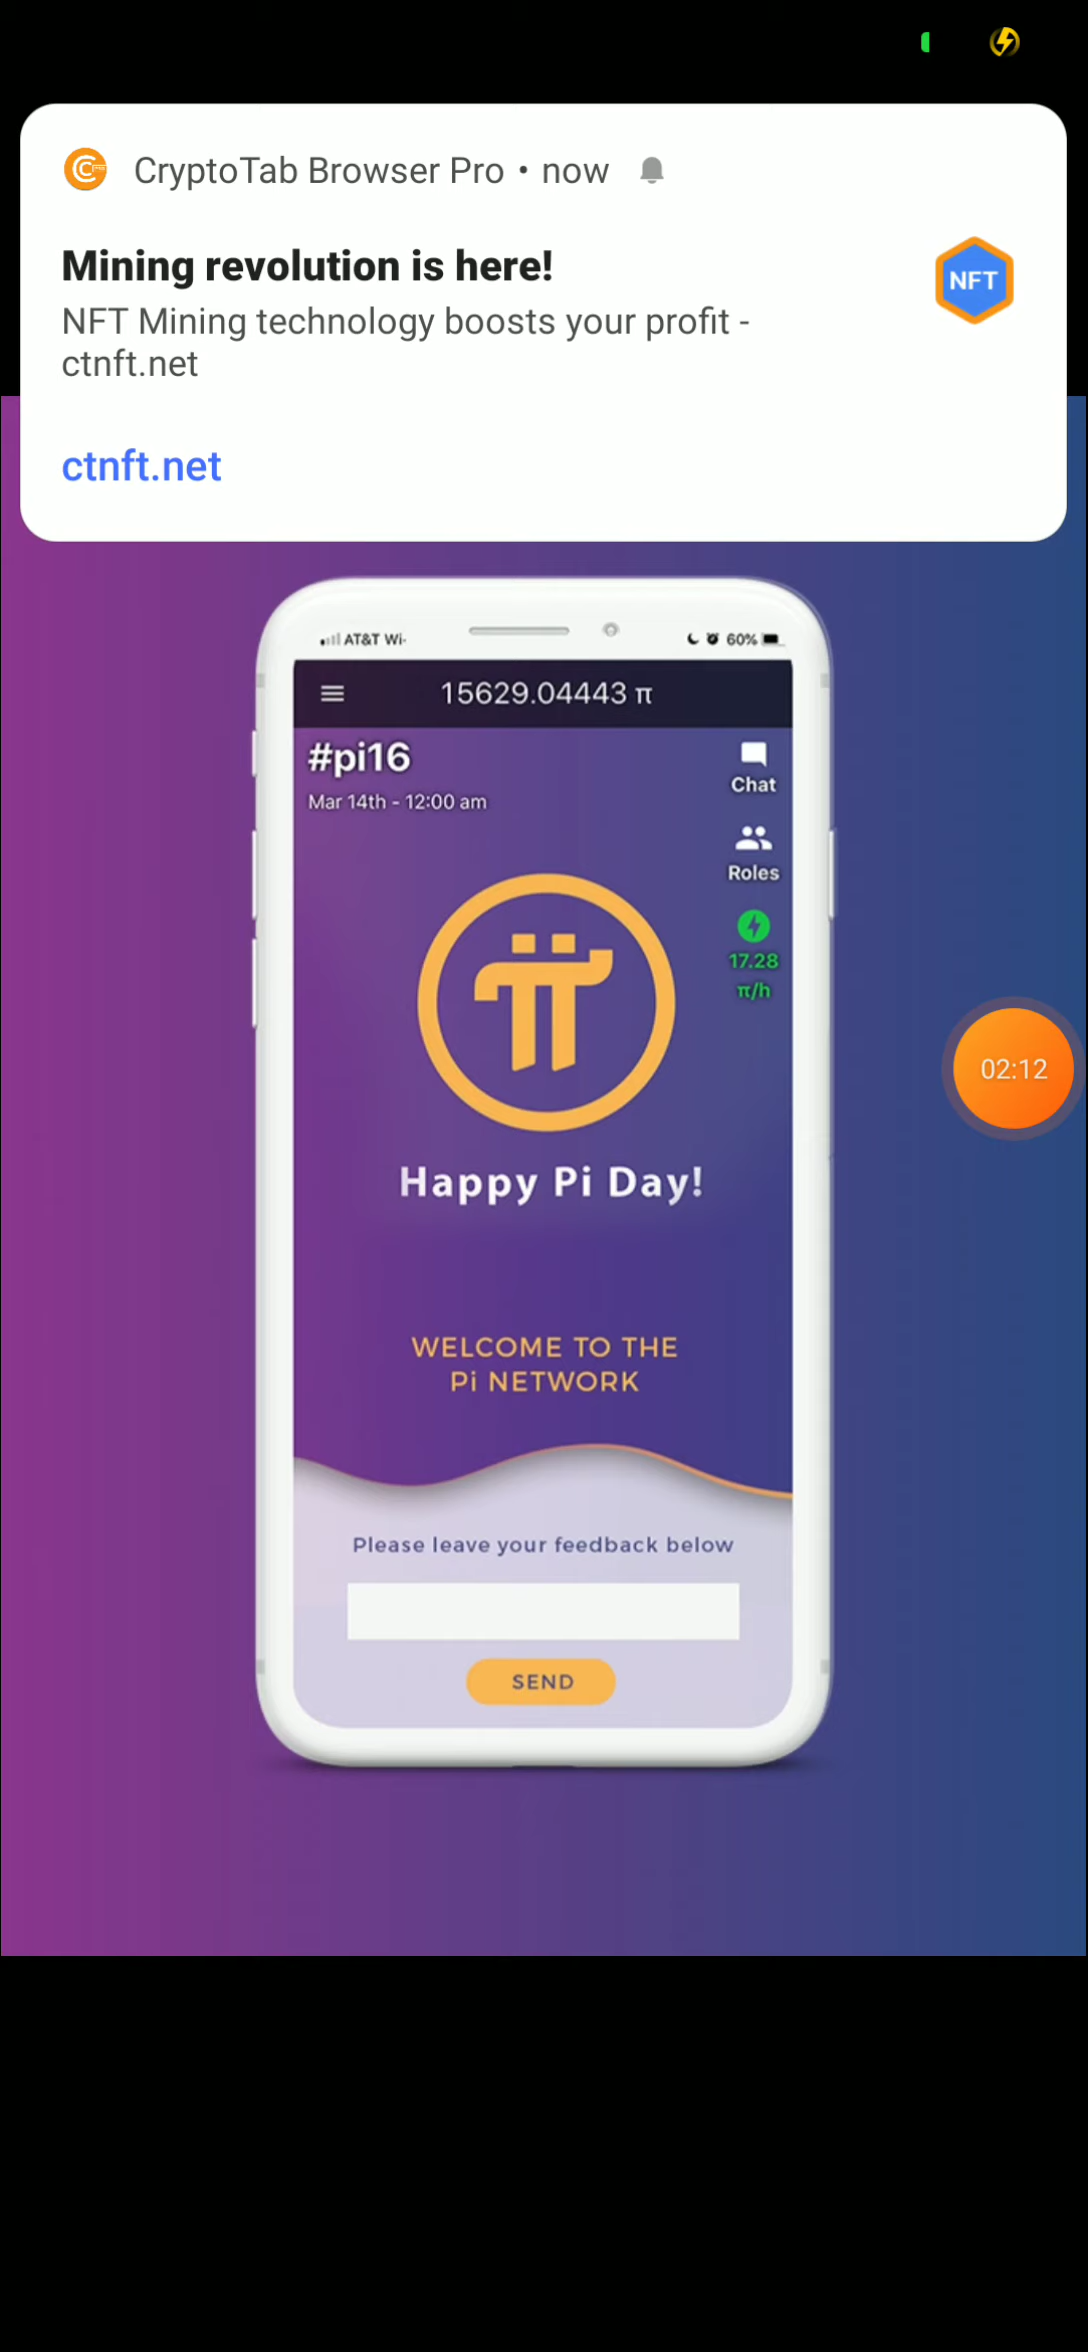 CryptoTab Browser Pro • now
Mining revolution is here!
NFT Mining technology boosts your profit -
ctnft.net
NFT
ctnft.net
AT&T Wi-
60%
15629.04443 π
#pi16
Mar 14th - 12:00 am
Chat
Roles
17.28
π/h
02:12
Happy Pi Day!
WELCOME TO THE
Pi NETWORK
Please leave your feedback below
SEND